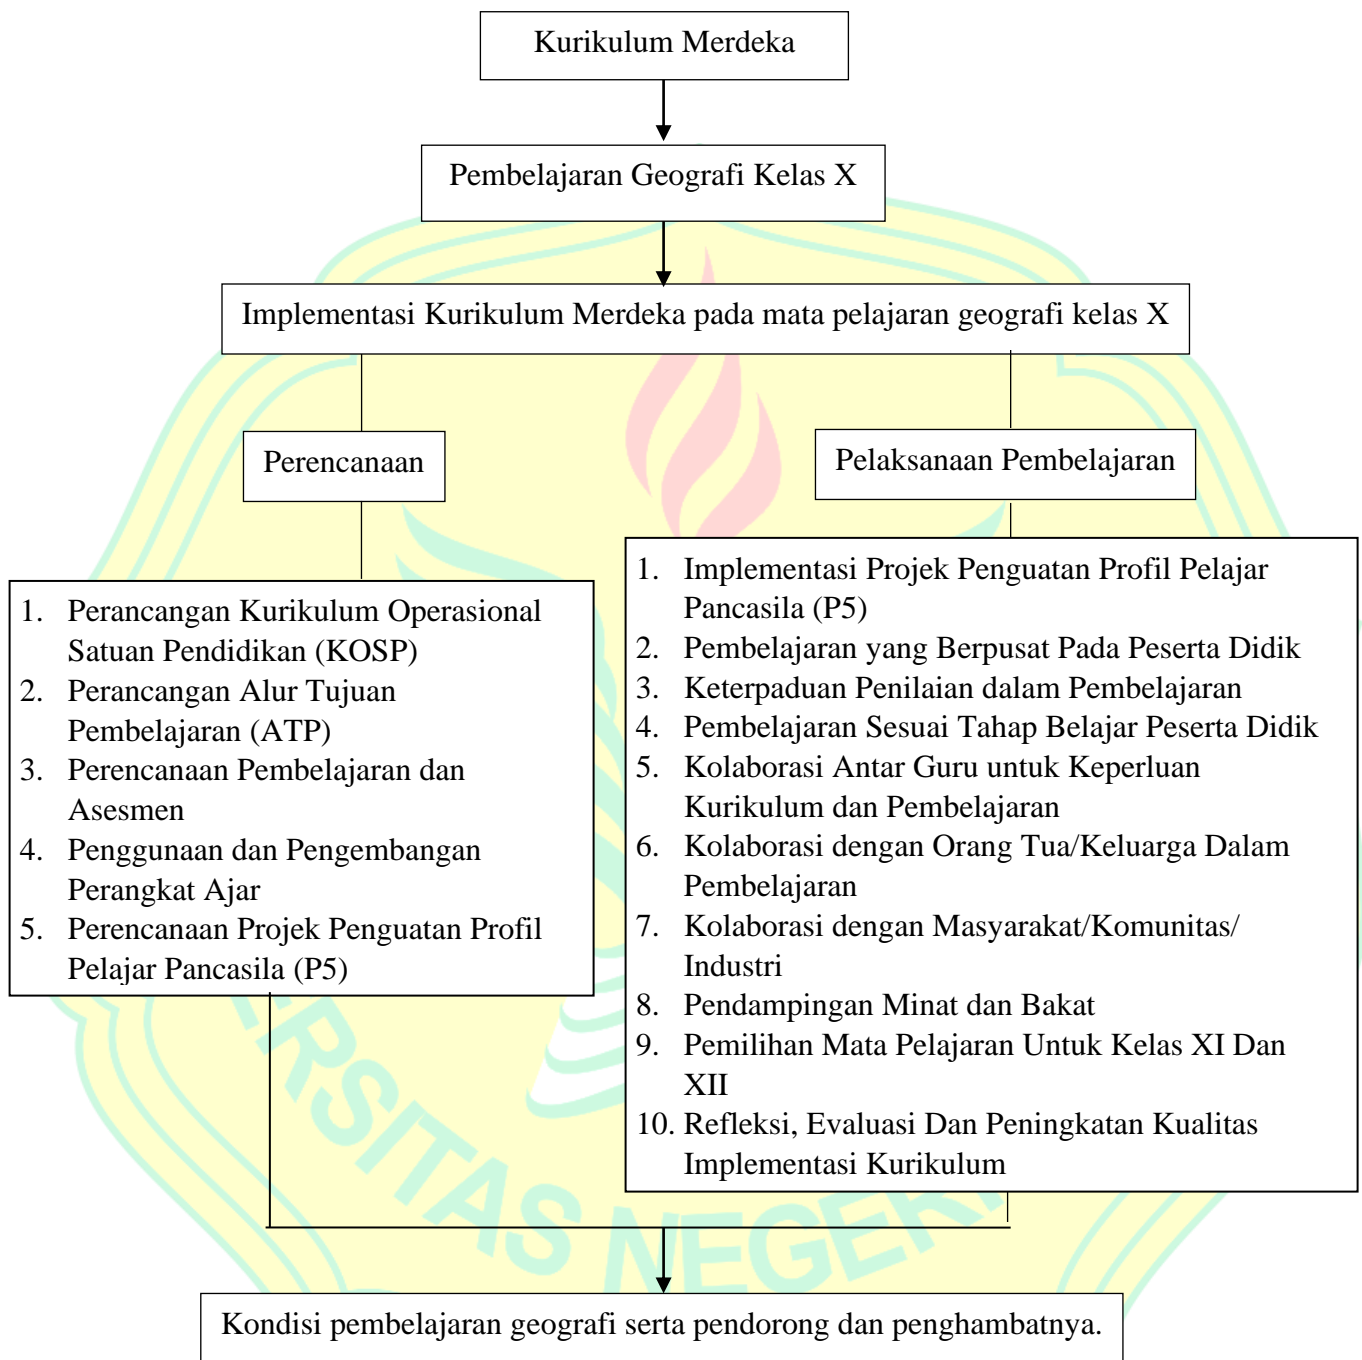 Kurikulum Merdeka
Pembelajaran Geografi Kelas X
Implementasi Kurikulum Merdeka pada mata pelajaran geografi kelas X
Perencanaan
1. Perancangan Kurikulum Operasional
Satuan Pendidikan (KOSP)
2. Perancangan Alur Tujuan
Pembelajaran (ATP)
3. Perencanaan Pembelajaran dan
Asesmen
4. Penggunaan dan Pengembangan
Perangkat Ajar
5. Perencanaan Projek Penguatan Profil
Pelajar Pancasila (P5)
Pelaksanaan Pembelajaran
1. Implementasi Projek Penguatan Profil Pelajar
Pancasila (P5)
2. Pembelajaran yang Berpusat Pada Peserta Didik
3. Keterpaduan Penilaian dalam Pembelajaran
4. Pembelajaran Sesuai Tahap Belajar Peserta Didik
5. Kolaborasi Antar Guru untuk Keperluan
Kurikulum dan Pembelajaran
6. Kolaborasi dengan Orang Tua/Keluarga Dalam
Pembelajaran
7. Kolaborasi dengan Masyarakat/Komunitas/
Industri
8. Pendampingan Minat dan Bakat
9. Pemilihan Mata Pelajaran Untuk Kelas XI Dan
XII
10. Refleksi, Evaluasi Dan Peningkatan Kualitas
Implementasi Kurikulum
Kondisi pembelajaran geografi serta pendorong dan penghambatnya.
ERSITAS NEGERI